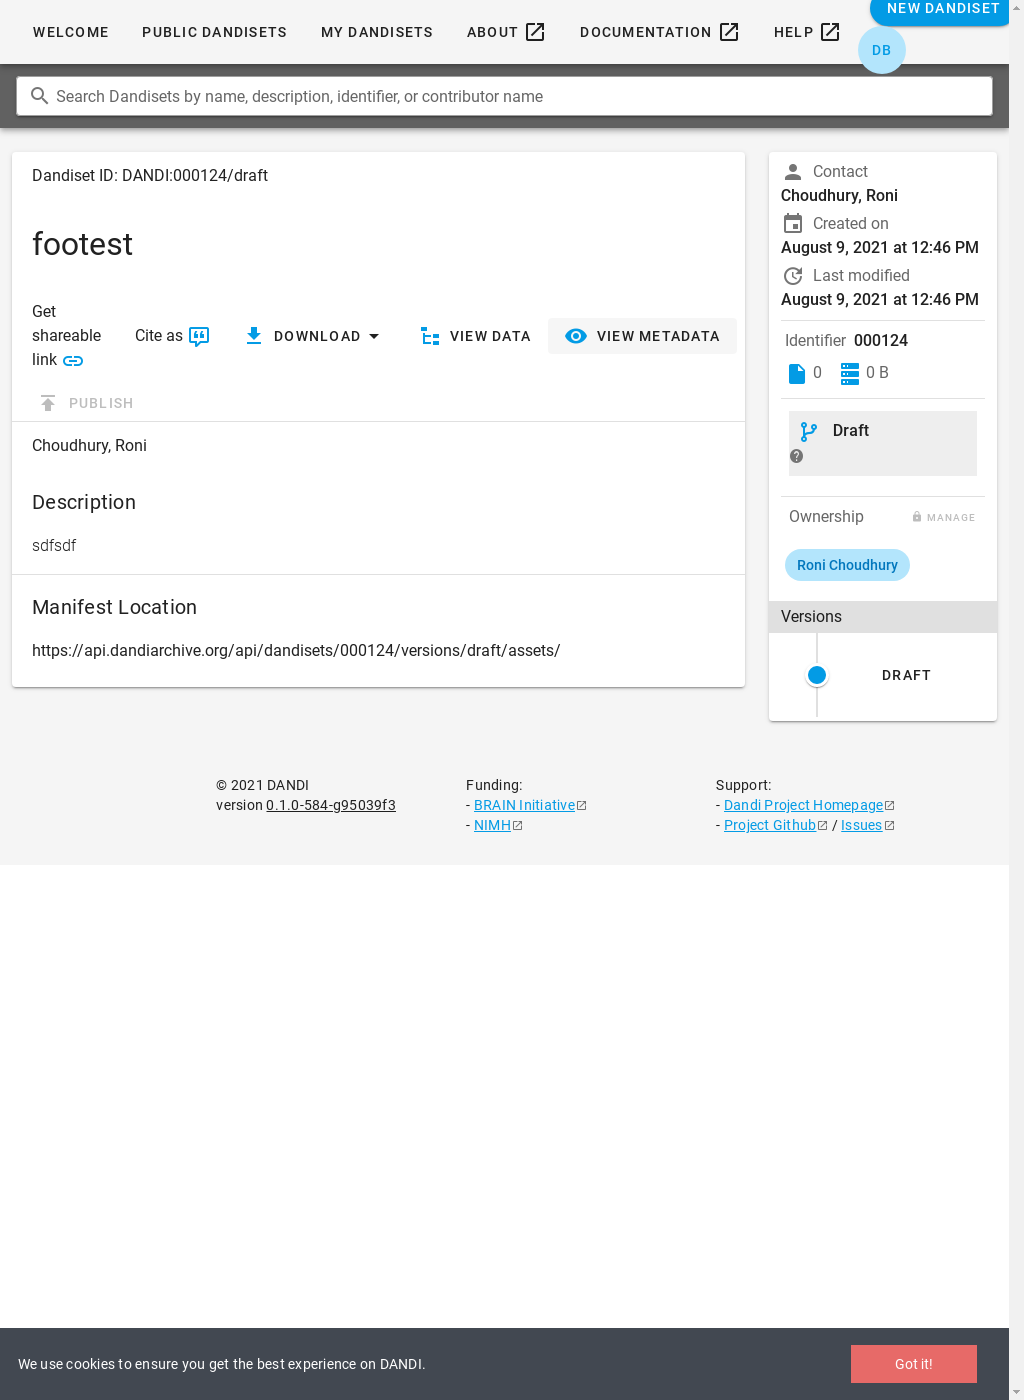 WELCOME
PUBLIC DANDISETS
MY DANDISETS
ABOUT
DOCUMENTATION
HELP
NEW DANDISET
DB
Search Dandisets by name, description, identifier, or contributor name
Dandiset ID: DANDI:000124/draft
footest
Get
shareable
link
Cite as
DOWNLOAD
VIEW DATA
VIEW METADATA
PUBLISH
Choudhury, Roni
Description
sdfsdf
Manifest Location
https://api.dandiarchive.org/api/dandisets/000124/versions/draft/assets/
Contact
Choudhury, Roni
Created on
August 9, 2021 at 12:46 PM
Last modified
August 9, 2021 at 12:46 PM
Identifier 000124
0
0 B
Draft
Ownership
MANAGE
Roni Choudhury
Versions
DRAFT
© 2021 DANDI
version 0.1.0-584-g95039f3
Funding:
- BRAIN Initiative
- NIMH
Support:
- Dandi Project Homepage
- Project Github / Issues
We use cookies to ensure you get the best experience on DANDI.
Got it!